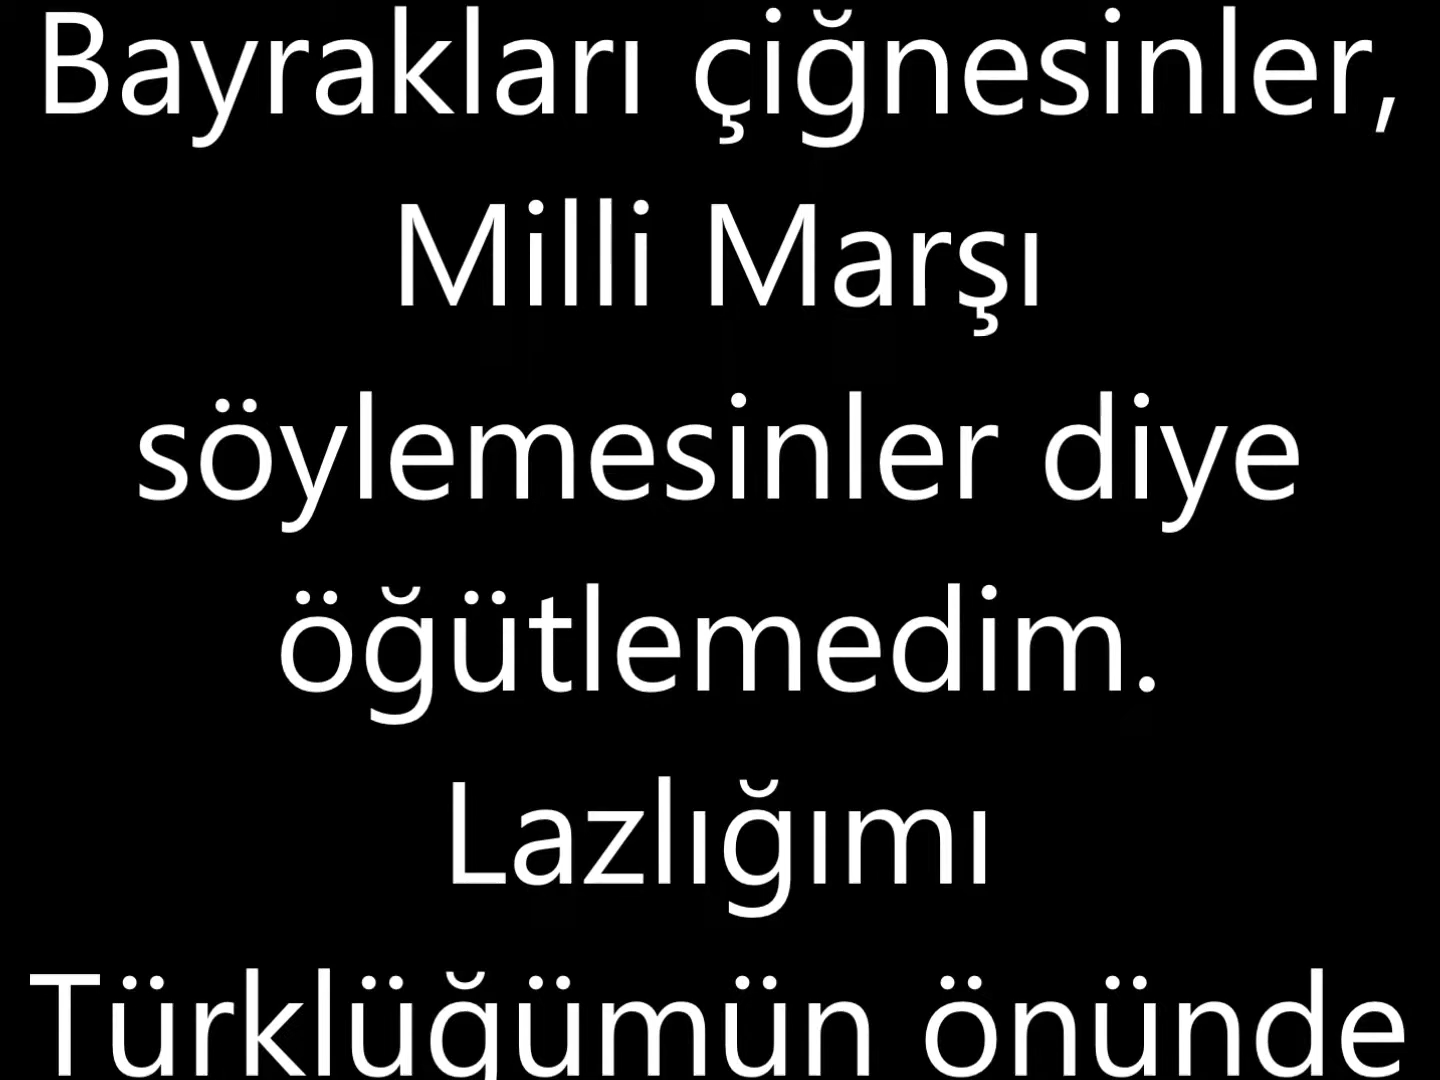 Bayrakları çiğnesinler,
Milli Marşı
söylemesinler diye
öğütlemedim.
Lazlığımı
Türklüğümün önünde